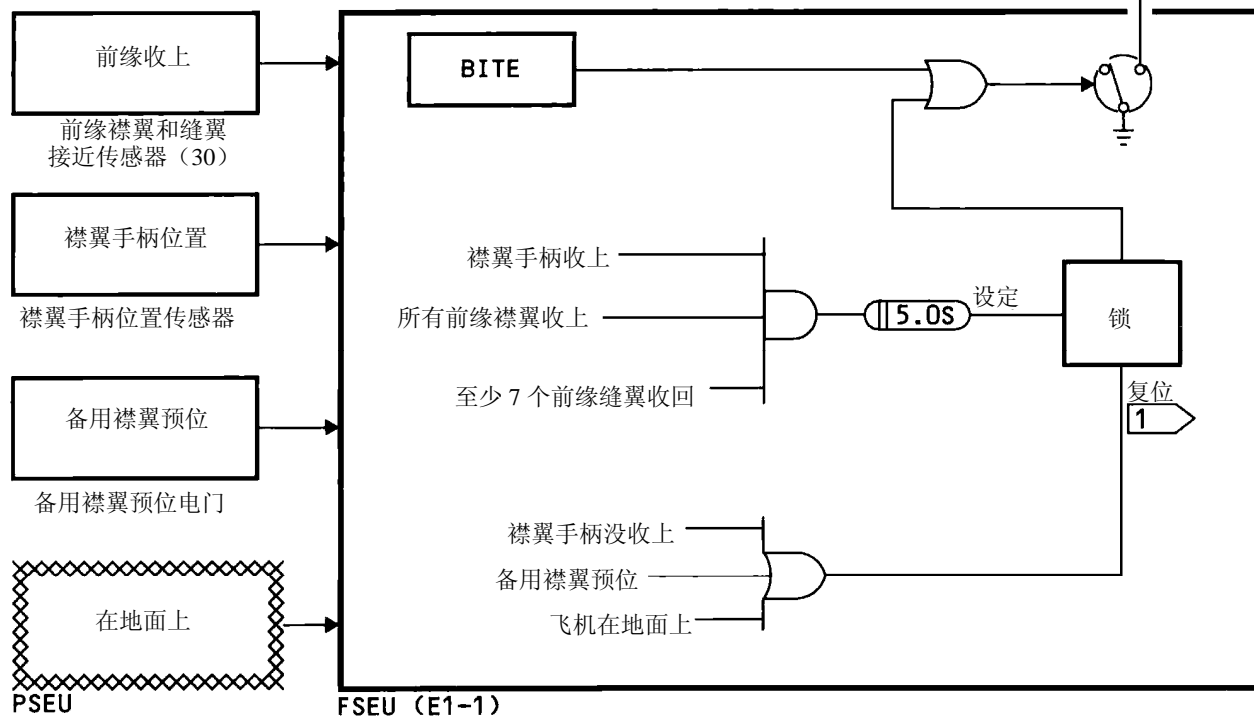 前缘收上
前缘襟翼和缝翼
接近传感器（30）
襟翼手柄位置
襟翼手柄位置传感器
备用襟翼预位
备用襟翼预位电门
在地面上
PSEU
BITE
襟翼手柄收上
所有前缘襟翼收上
至少 7 个前缘缝翼收回
5.0S
设定
锁
复位
1
襟翼手柄没收上
备用襟翼预位
飞机在地面上
FSEU (E1-1)